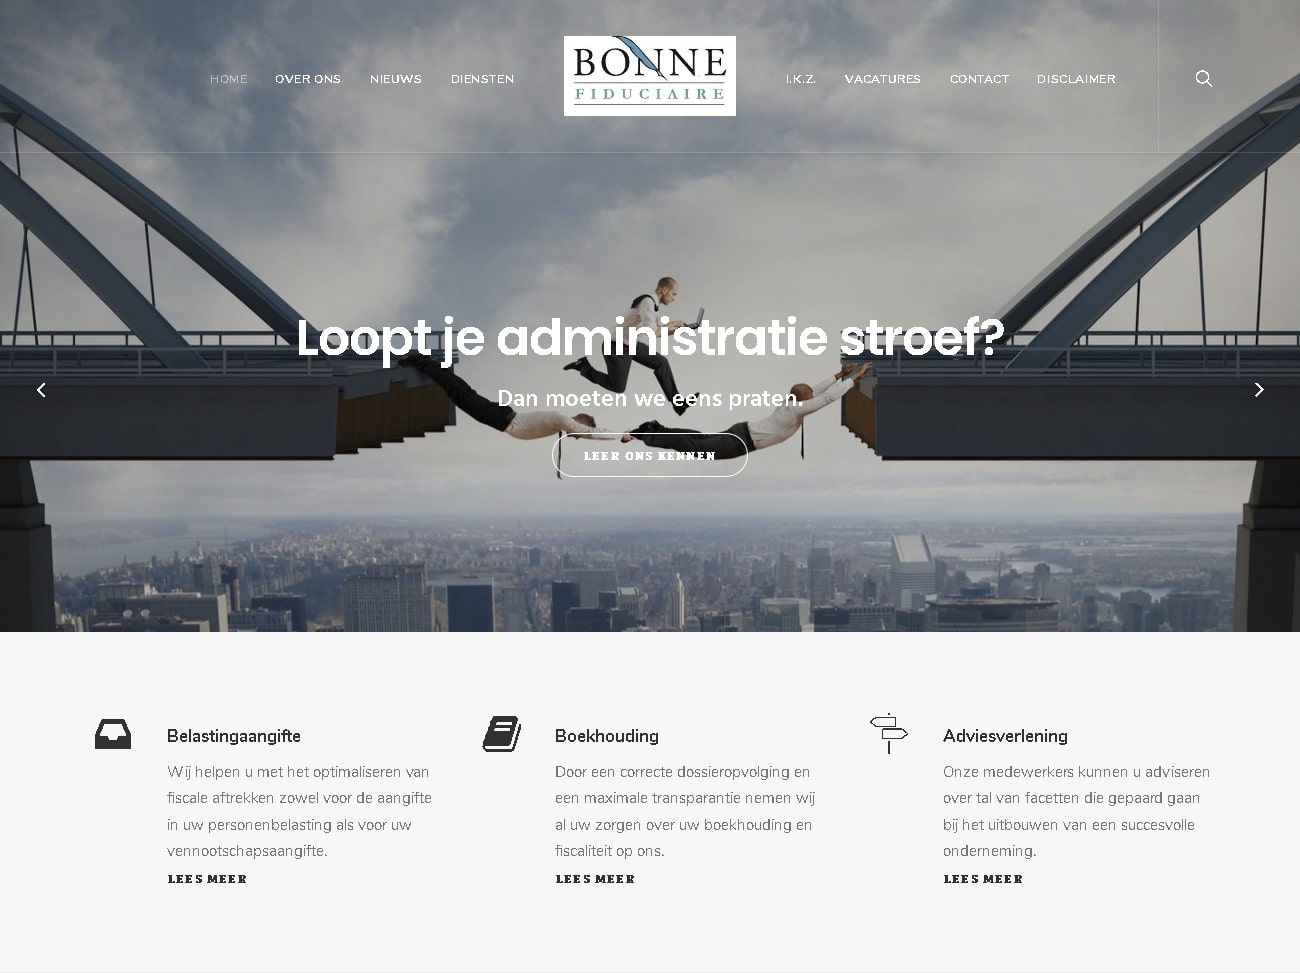 HOME OVER ONS NIEUWS DIENSTEN
BONNE
FIDUCIAIRE
I.K.Z. VACATURES CONTACT DISCLAIMER
Loopt je administratie stroef?
Dan moeten we eens praten.
LEER ONS KENNEN
Belastingaangifte
Wij helpen u met het optimaliseren van
fiscale aftrekken zowel voor de aangifte
in uw personenbelasting als voor uw
vennootschapsaangifte.
LEES MEER
Boekhouding
Door een correcte dossieropvolging en
een maximale transparantie nemen wij
al uw zorgen over uw boekhouding en
fiscaliteit op ons.
LEES MEER
Adviesverlening
Onze medewerkers kunnen u adviseren
over tal van facetten die gepaard gaan
bij het uitbouwen van een succesvolle
onderneming.
LEES MEER